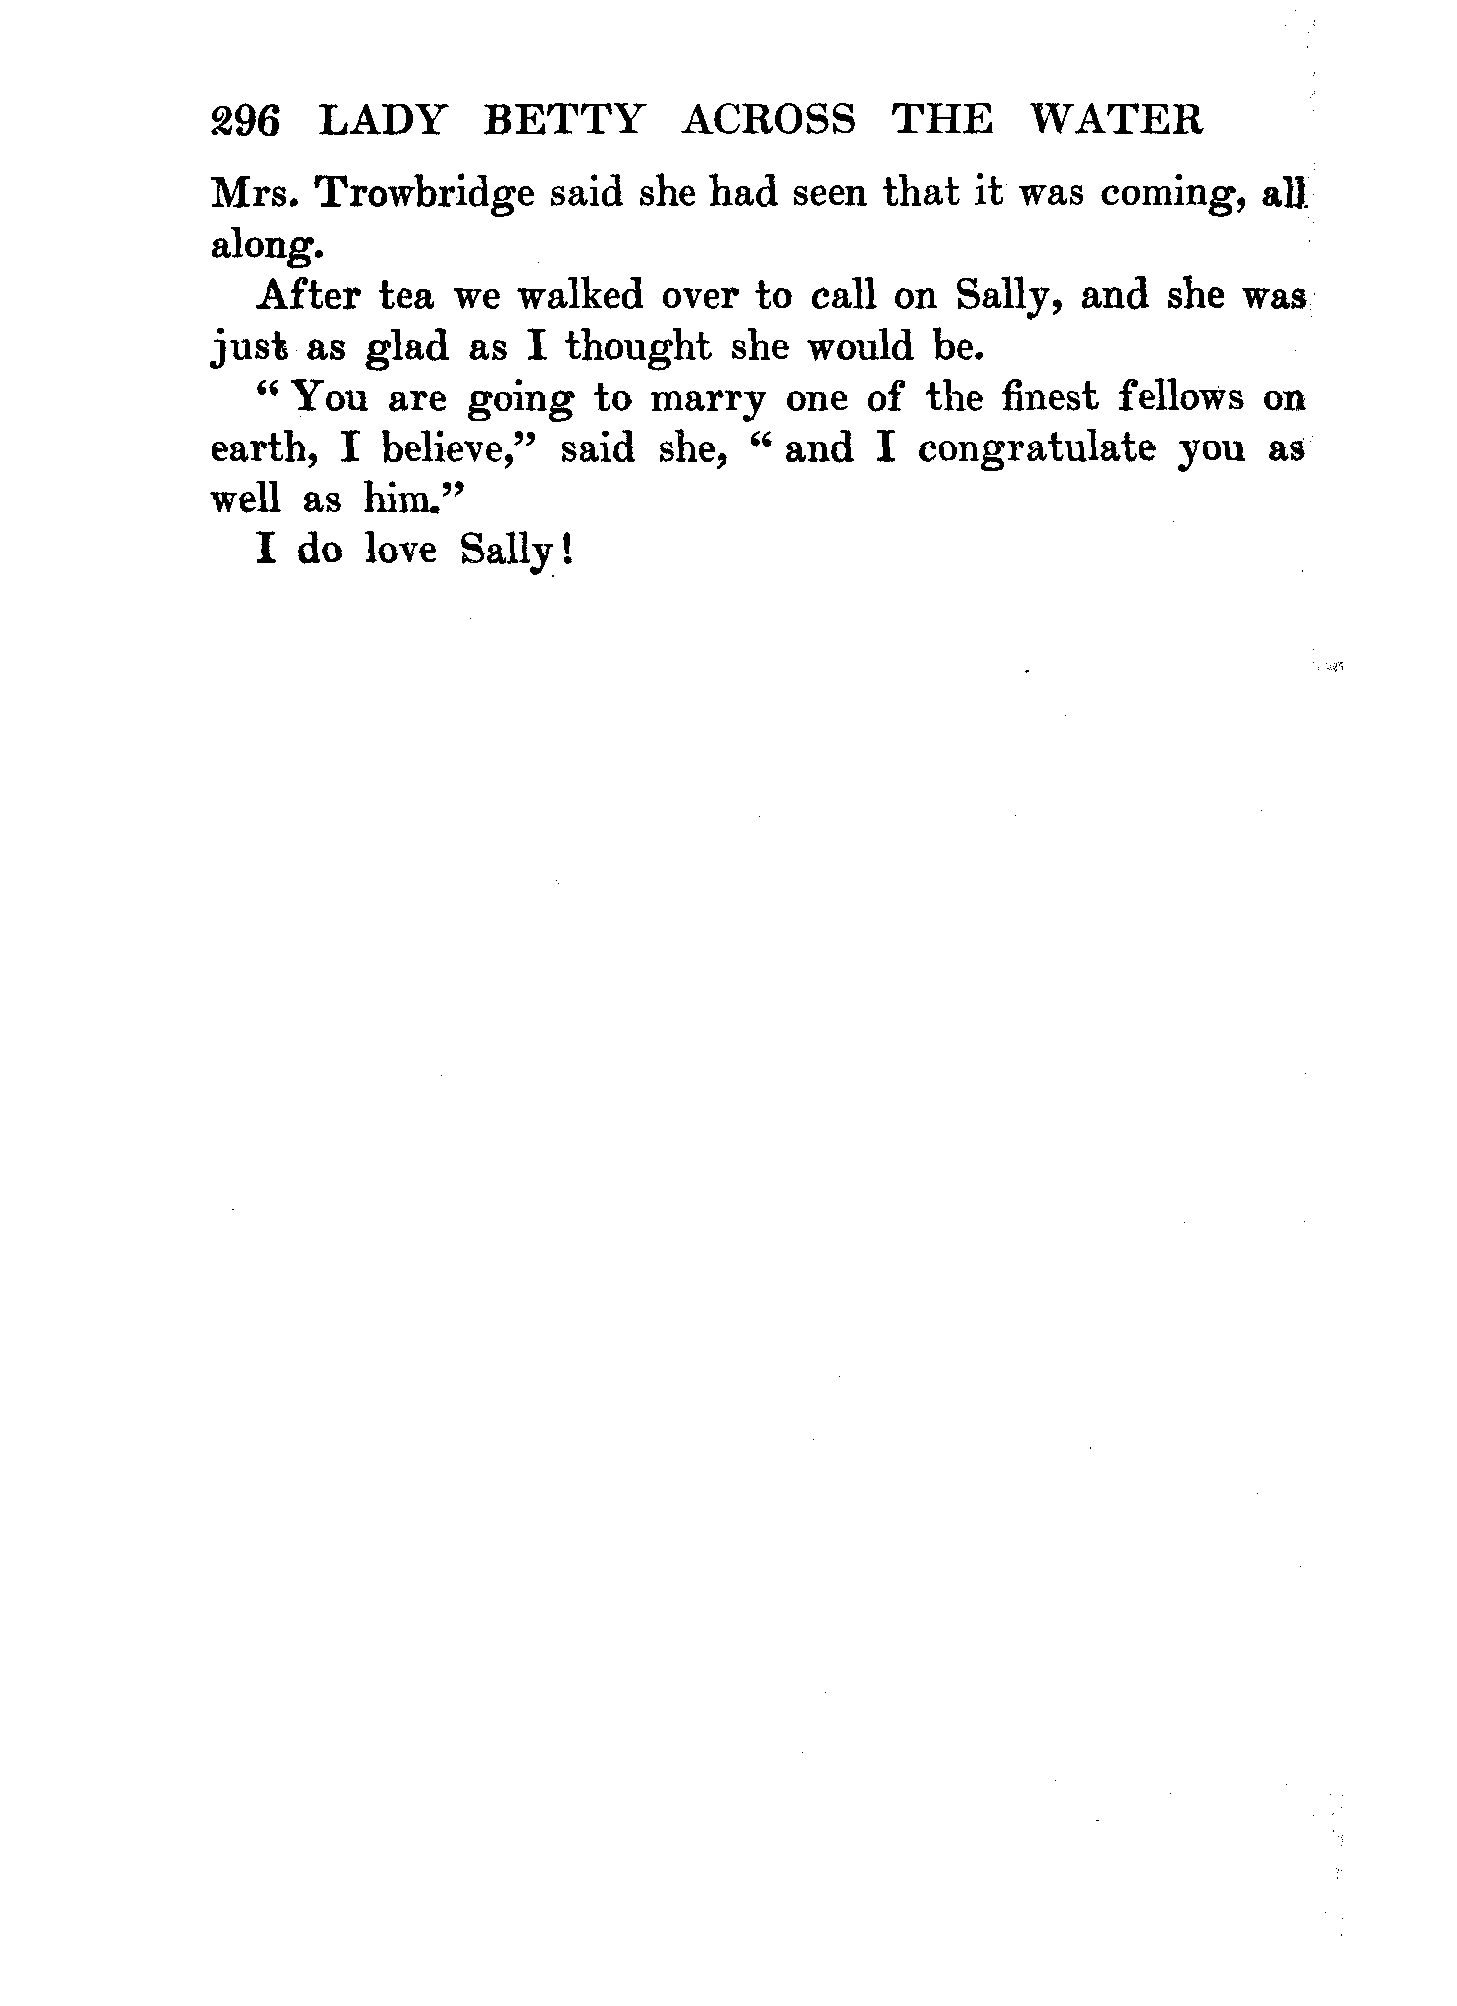 296 LADY BETTY ACROSS THE WATER
Mrs. Trowbridge said she had seen that it was coming, all
along.
After tea we walked over to call on Sally, and she was
just as glad as I thought she would be.
“ You are going to marry one of the finest fellows on
earth, I believe,” said she, “ and I congratulate you as
well as him.”
I do love Sally!